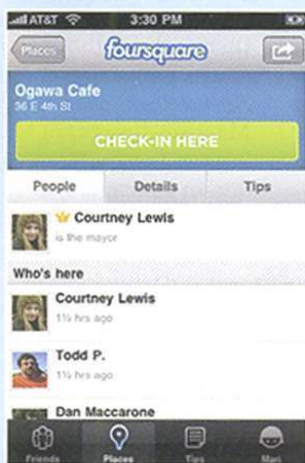 AT&T 3:30 PM
Places foursquare
Ogawa Cafe
36 E 4th St
CHECK-IN HERE
People Details Tips
Courtney Lewis
is the mayor
Who's here
Courtney Lewis
1½ hrs ago
Todd P.
1½ hrs ago
Dan Maccarone
Friends Places Tips Mari